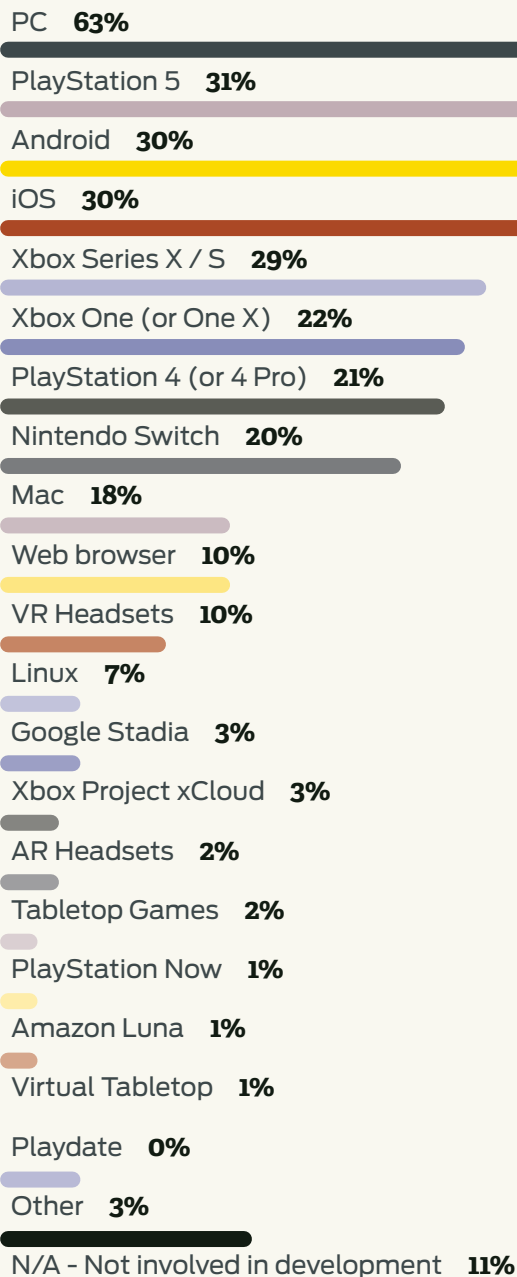 PC 63%
PlayStation 5 31%
Android 30%
iOS 30%
Xbox Series X / S 29%
Xbox One (or One X) 22%
PlayStation 4 (or 4 Pro) 21%
Nintendo Switch 20%
Mac 18%
Web browser 10%
VR Headsets 10%
Linux 7%
Google Stadia 3%
Xbox Project xCloud 3%
AR Headsets 2%
Tabletop Games 2%
PlayStation Now 1%
Amazon Luna 1%
Virtual Tabletop 1%
Playdate 0%
Other 3%
N/A - Not involved in development 11%